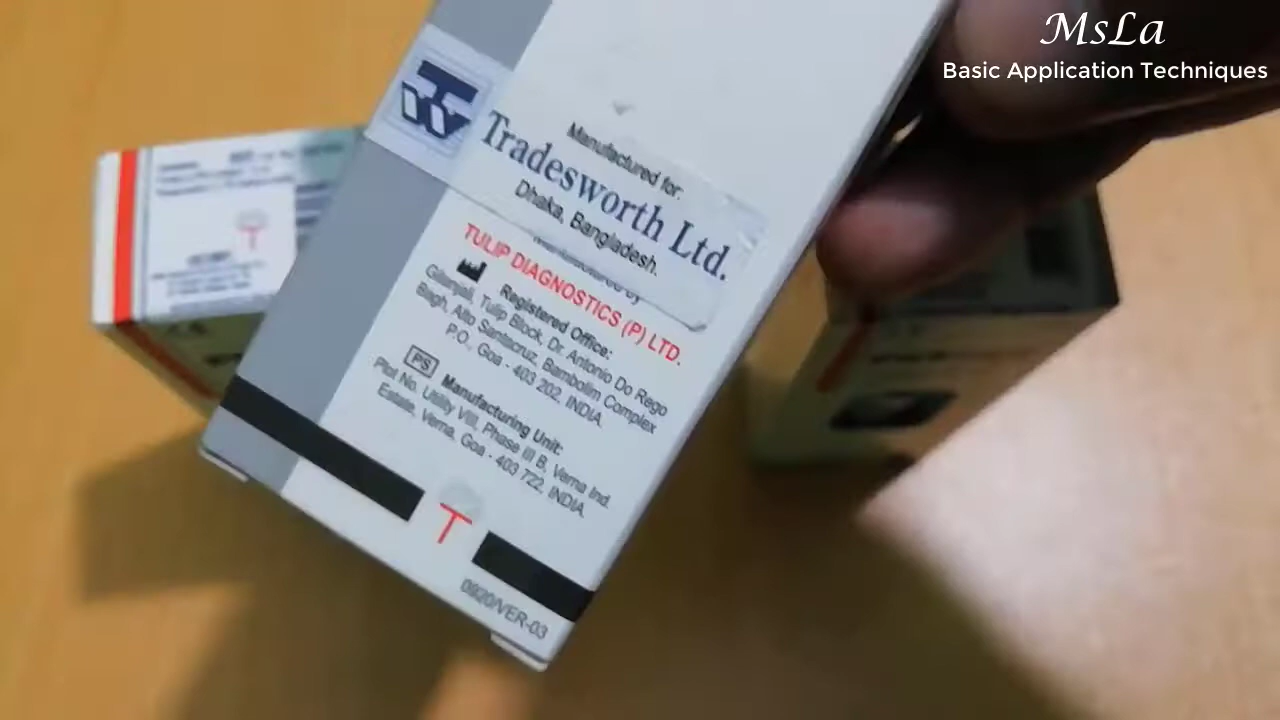 MsLa
Basic Application Techniques
Manufactured for:
Tradesworth Ltd.
Dhaka, Bangladesh.
TULIP DIAGNOSTICS (P) LTD.
Registered Office:
Gitanjali, Tulip Block, Dr. Antonio Do Rego
Bagh, Alto Santacruz, Bambolim Complex
P.O., Goa - 403 202, INDIA.
PS Manufacturing Unit:
Plot No. Utility VIII, Phase III B, Verna Ind.
Estate, Verna, Goa - 403 722, INDIA.
T
0920/VER-03